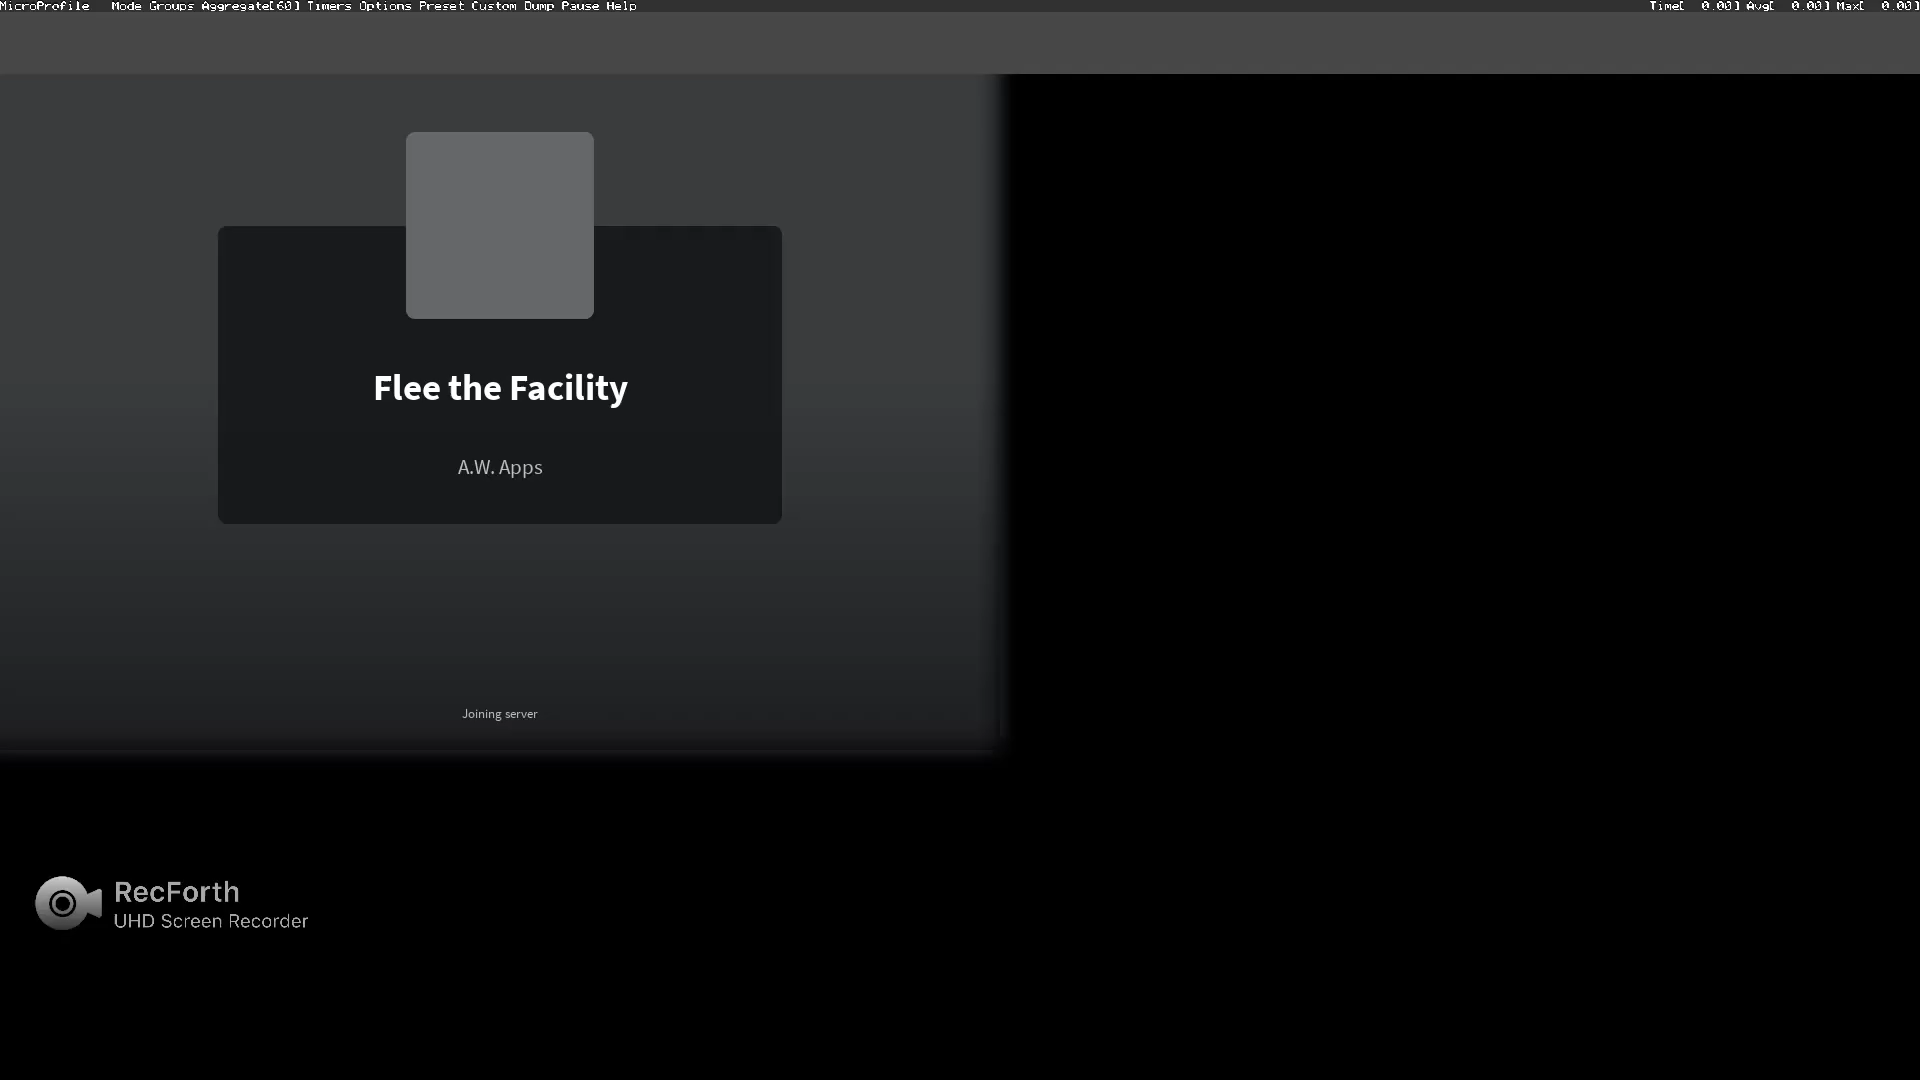 MicroProfile Mode Groups Aggregate[60] Timers Options Preset Custom Dump Pause Help Time[ 0.00] Avg[ 0.00] Max[ 0.00]
Flee the Facility
A.W. Apps
Joining server
RecForth
UHD Screen Recorder